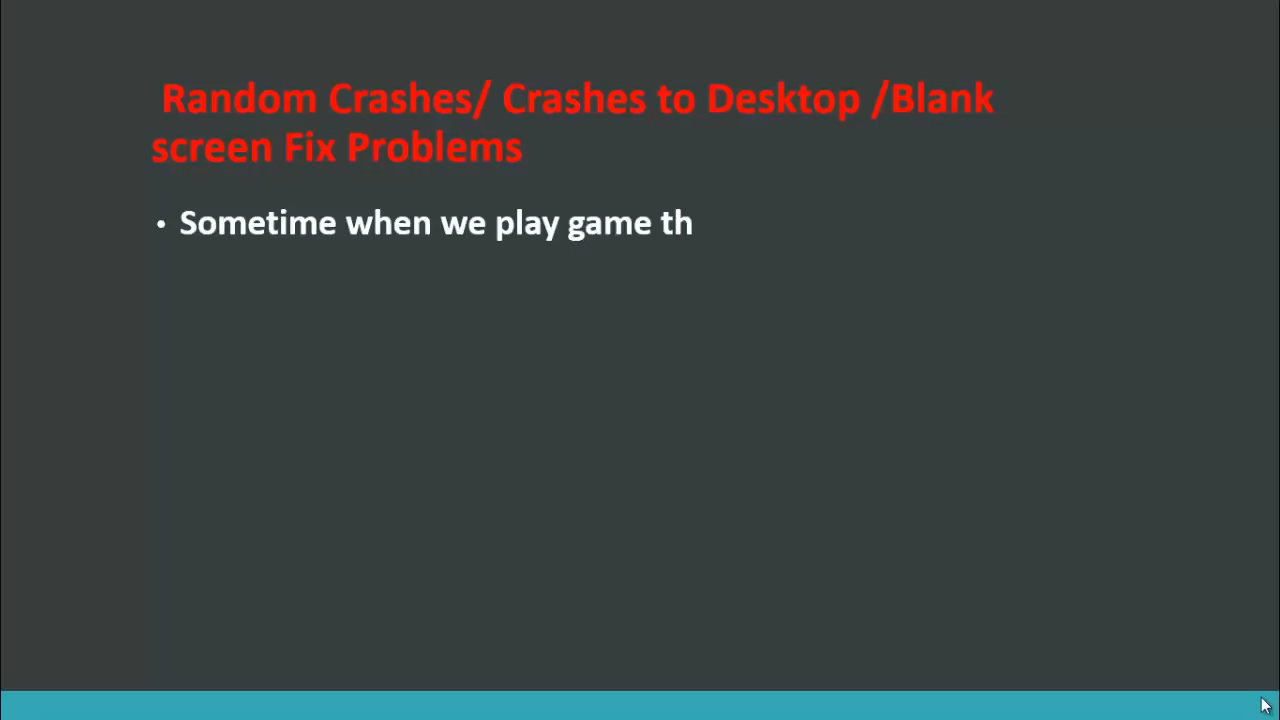 Random Crashes/ Crashes to Desktop /Blank
screen Fix Problems
• Sometime when we play game th